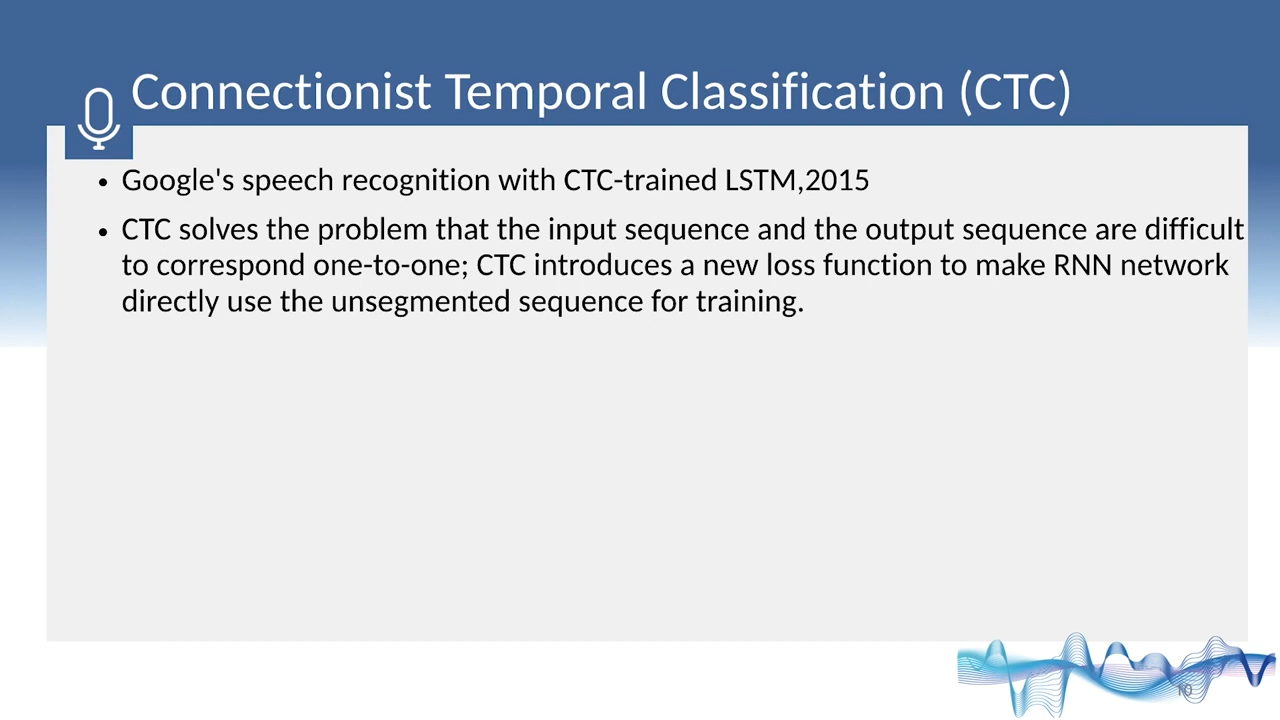 Connectionist Temporal Classification (CTC)
• Google's speech recognition with CTC-trained LSTM,2015
• CTC solves the problem that the input sequence and the output sequence are difficult
to correspond one-to-one; CTC introduces a new loss function to make RNN network
directly use the unsegmented sequence for training.
10